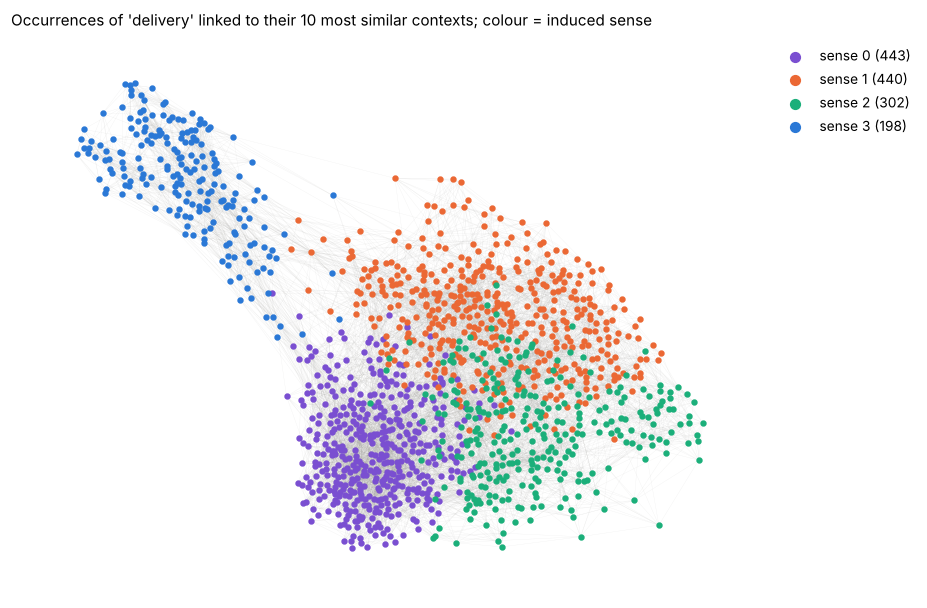 Occurrences of 'delivery' linked to their 10 most similar contexts; colour = induced sense
sense 0 (443)
sense 1 (440)
sense 2 (302)
sense 3 (198)